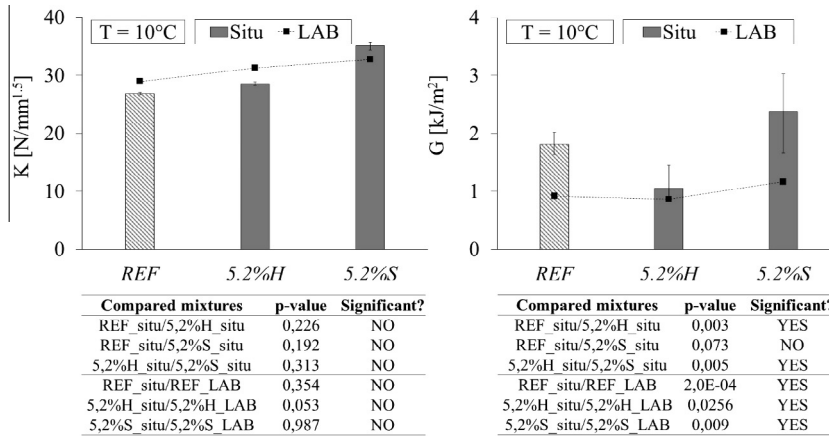 T = 10°C
Situ
LAB
K [N/mm^1.5]
40
30
20
10
0
REF
5.2%H
5.2%S
Compared mixtures p-value Significant?
REF_situ/5,2%H_situ 0,226 NO
REF_situ/5,2%S_situ 0,192 NO
5,2%H_situ/5,2%S_situ 0,313 NO
REF_situ/REF_LAB 0,354 NO
5,2%H_situ/5,2%H_LAB 0,053 NO
5,2%S_situ/5,2%S_LAB 0,987 NO
T = 10°C
Situ
LAB
G [kJ/m²]
4
3
2
1
0
REF
5.2%H
5.2%S
Compared mixtures p-value Significant?
REF_situ/5,2%H_situ 0,003 YES
REF_situ/5,2%S_situ 0,073 NO
5,2%H_situ/5,2%S_situ 0,005 YES
REF_situ/REF_LAB 2,0E-04 YES
5,2%H_situ/5,2%H_LAB 0,0256 YES
5,2%S_situ/5,2%S_LAB 0,009 YES